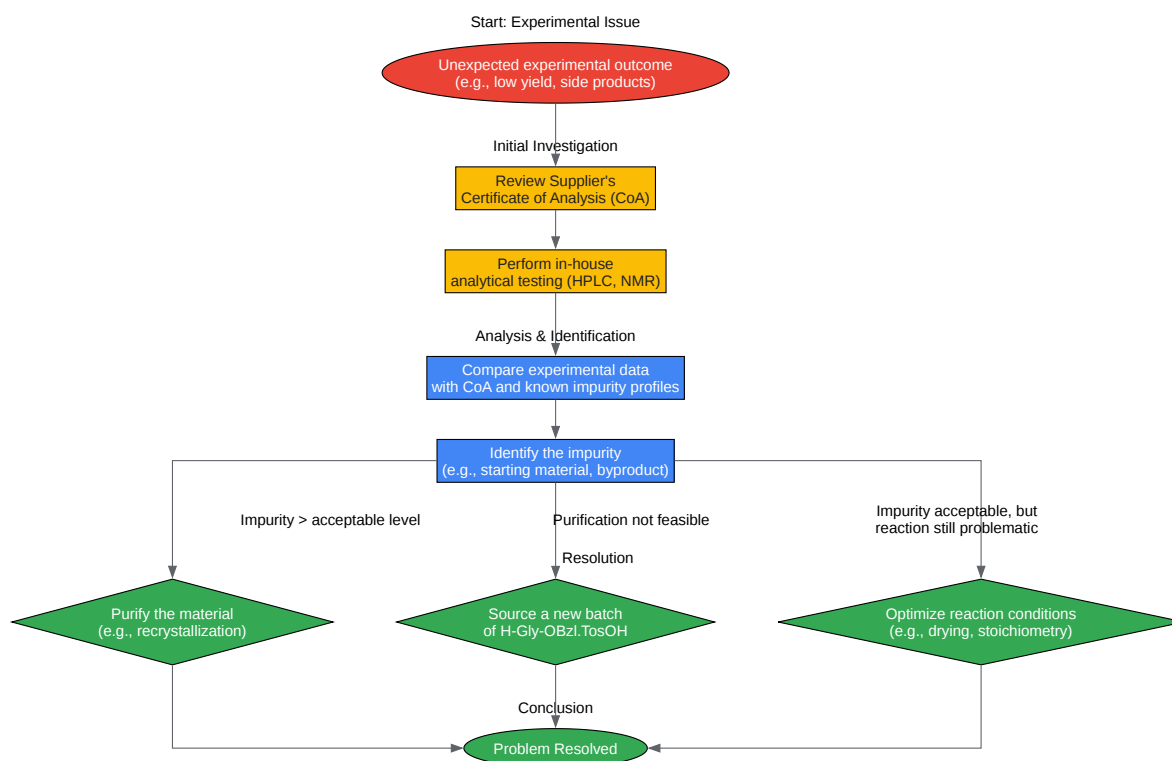 Start: Experimental Issue
Unexpected experimental outcome
(e.g., low yield, side products)
Initial Investigation
Review Supplier's
Certificate of Analysis (CoA)
Perform in-house
analytical testing (HPLC, NMR)
Analysis & Identification
Compare experimental data
with CoA and known impurity profiles
Identify the impurity
(e.g., starting material, byproduct)
Impurity > acceptable level
Purification not feasible
Impurity acceptable, but
reaction still problematic
Resolution
Purify the material
(e.g., recrystallization)
Source a new batch
of H-Gly-OBzl.TosOH
Optimize reaction conditions
(e.g., drying, stoichiometry)
Conclusion
Problem Resolved